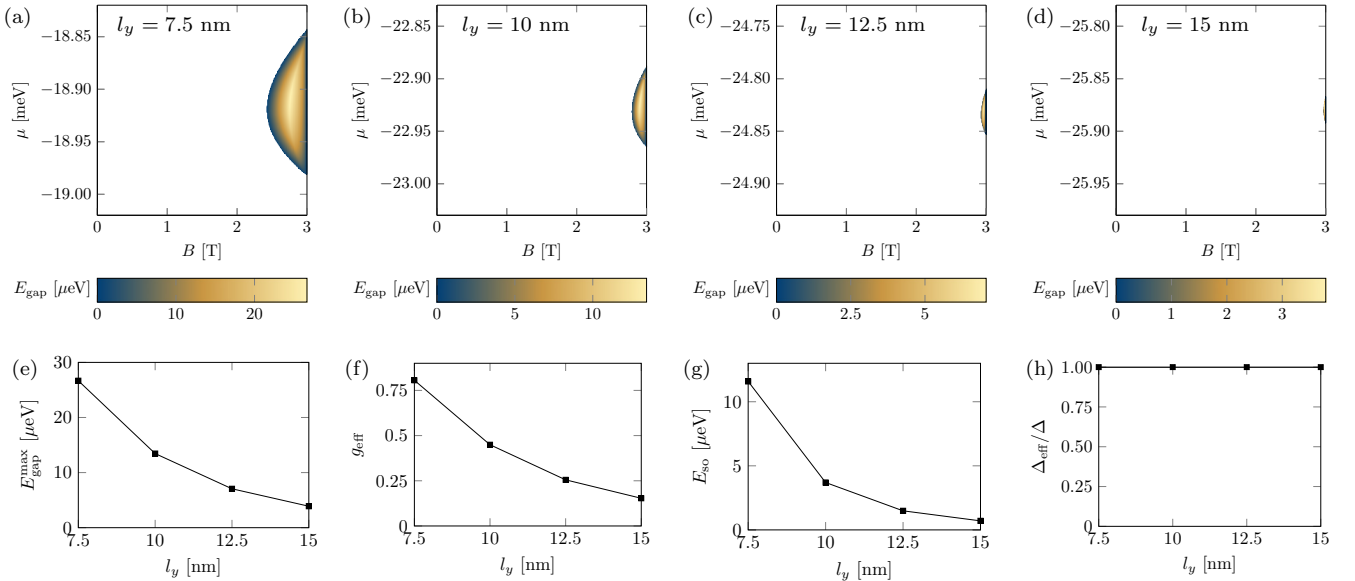 (a)
l_y = 7.5 nm
−18.85
−18.90
−18.95
−19.00
μ [meV]
0 1 2 3
B [T]
E_gap [μeV]
0 10 20
(b)
l_y = 10 nm
−22.85
−22.90
−22.95
−23.00
μ [meV]
0 1 2 3
B [T]
E_gap [μeV]
0 5 10
(c)
l_y = 12.5 nm
−24.75
−24.80
−24.85
−24.90
μ [meV]
0 1 2 3
B [T]
E_gap [μeV]
0 2.5 5
(d)
l_y = 15 nm
−25.80
−25.85
−25.90
−25.95
μ [meV]
0 1 2 3
B [T]
E_gap [μeV]
0 1 2 3
(e)
30
20
10
0
E_gap^max [μeV]
7.5 10 12.5 15
l_y [nm]
(f)
0.75
0.5
0.25
0
g_eff
7.5 10 12.5 15
l_y [nm]
(g)
10
5
0
E_so [μeV]
7.5 10 12.5 15
l_y [nm]
(h)
1.00
0.75
0.50
0.25
0
Δ_eff/Δ
7.5 10 12.5 15
l_y [nm]